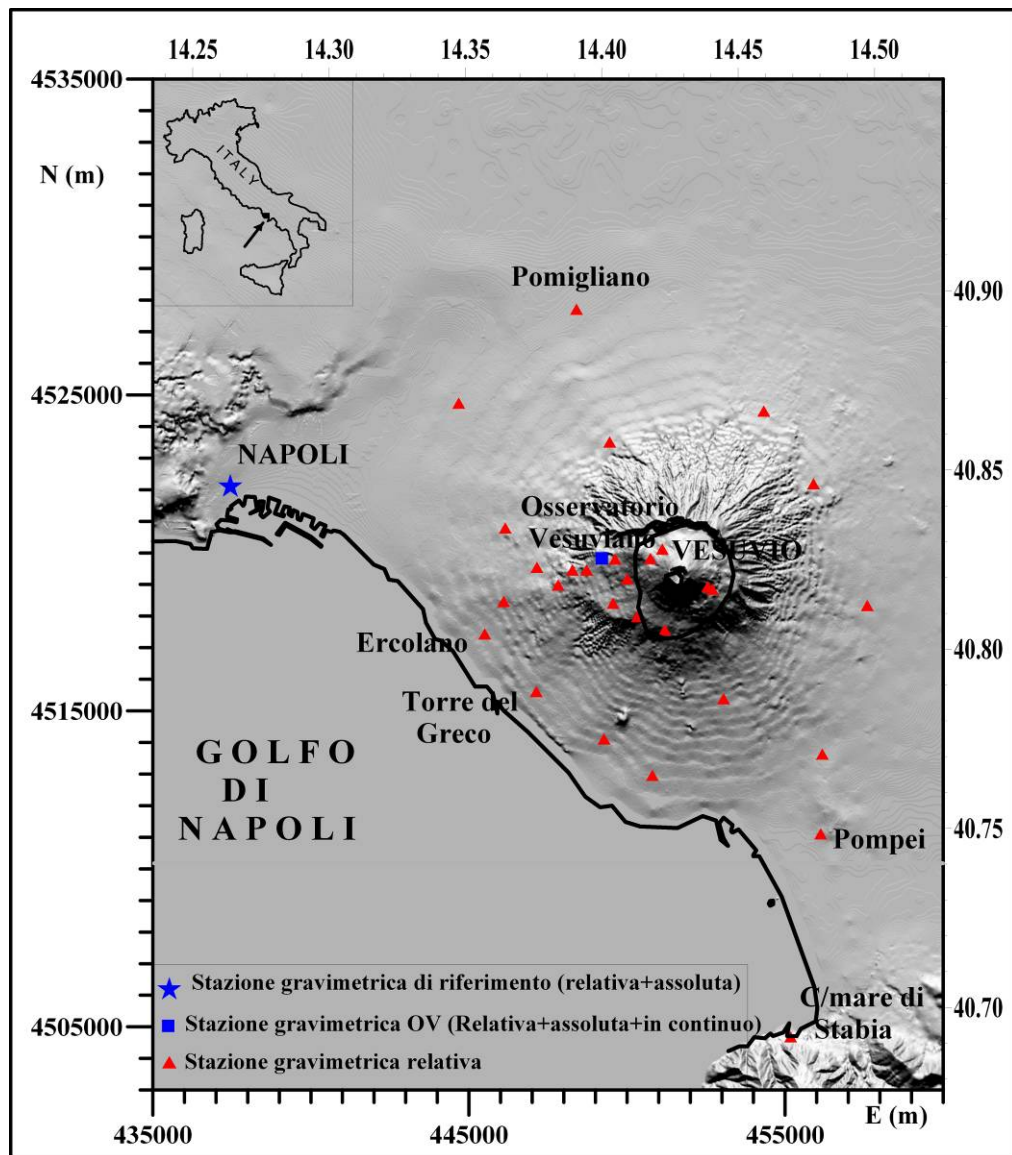 14.25 14.30 14.35 14.40 14.45 14.50
4535000
N (m)
ITALY
Pomigliano
40.90
4525000
NAPOLI
40.85
Osservatorio
Vesuviano
VESUVIO
Ercolano
40.80
Torre del
Greco
4515000
GOLFO
DI
NAPOLI
40.75
Pompei
Stazione gravimetrica di riferimento (relativa+assoluta)
C/mare di
Stabia
40.70
4505000
Stazione gravimetrica OV (Relativa+assoluta+in continuo)
Stazione gravimetrica relativa
E (m)
435000 445000 455000